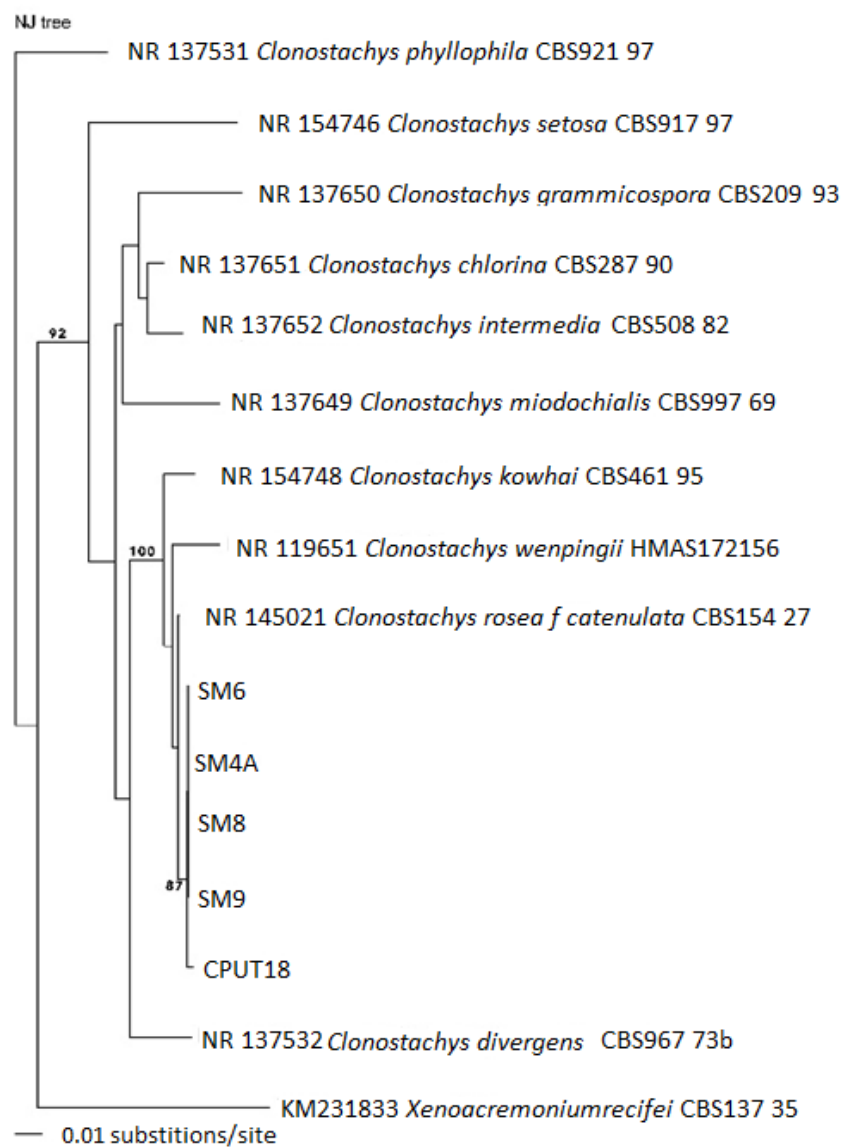 NJ tree
NR 137531 Clonostachys phyllophila CBS921 97
NR 154746 Clonostachys setosa CBS917 97
NR 137650 Clonostachys grammicospora CBS209 93
NR 137651 Clonostachys chlorina CBS287 90
NR 137652 Clonostachys intermedia CBS508 82
92
NR 137649 Clonostachys miodochialis CBS997 69
NR 154748 Clonostachys kowhai CBS461 95
NR 119651 Clonostachys wenpingii HMAS172156
100
NR 145021 Clonostachys rosea f catenulata CBS154 27
SM6
SM4A
SM8
87
SM9
CPUT18
NR 137532 Clonostachys divergens CBS967 73b
KM231833 Xenoacremoniumrecifei CBS137 35
0.01 substitions/site